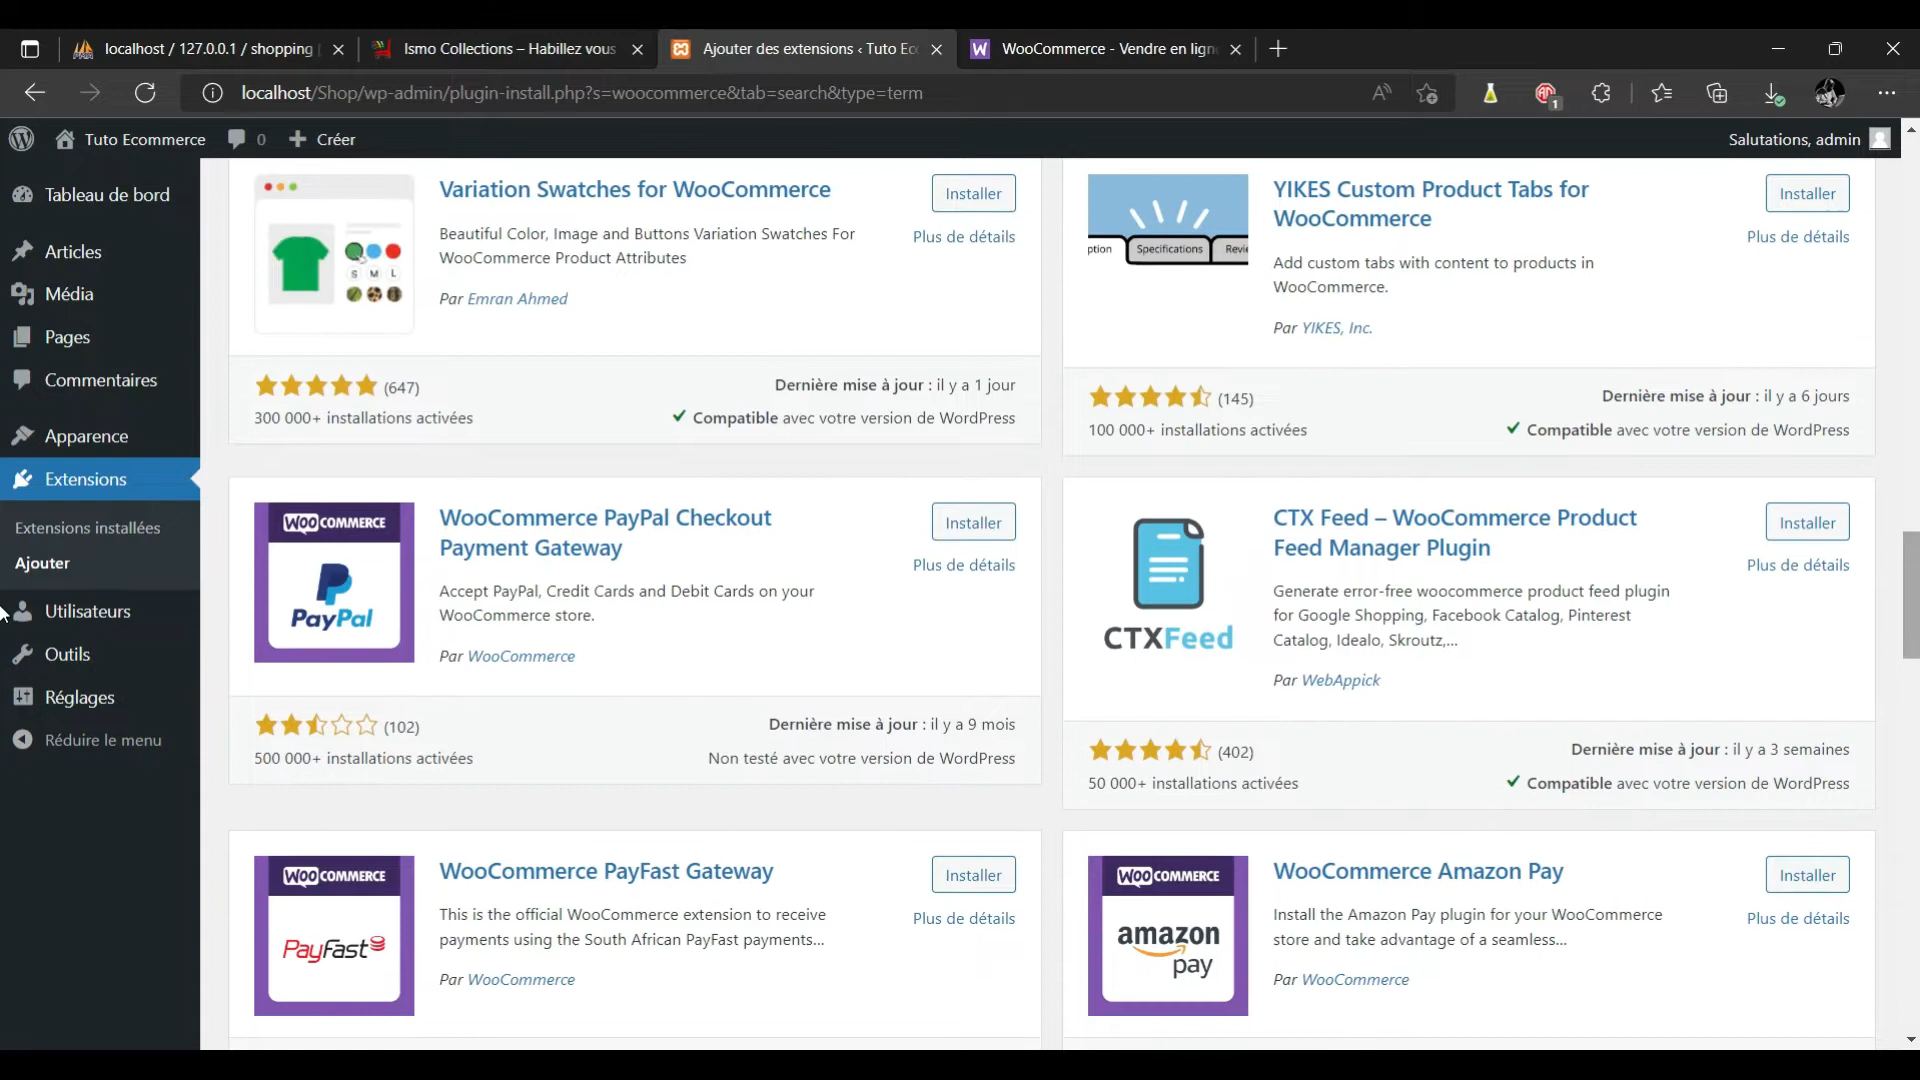 localhost / 127.0.0.1 / shopping
Ismo Collections – Habillez vous
Ajouter des extensions ‹ Tuto Ec
WooCommerce - Vendre en lign
localhost/Shop/wp-admin/plugin-install.php?s=woocommerce&tab=search&type=term
1
Tuto Ecommerce
0
Créer
Salutations, admin
Tableau de bord
Articles
Média
Pages
Commentaires
Apparence
Extensions
Extensions installées
Ajouter
Utilisateurs
Outils
Réglages
Réduire le menu
S M L
Variation Swatches for WooCommerce
Installer
Plus de détails
Beautiful Color, Image and Buttons Variation Swatches For
WooCommerce Product Attributes
Par Emran Ahmed
(647)
Dernière mise à jour : il y a 1 jour
300 000+ installations activées
Compatible avec votre version de WordPress
ption
Specifications
Revie
YIKES Custom Product Tabs for
WooCommerce
Installer
Plus de détails
Add custom tabs with content to products in
WooCommerce.
Par YIKES, Inc.
(145)
Dernière mise à jour : il y a 6 jours
100 000+ installations activées
Compatible avec votre version de WordPress
WOO COMMERCE
PayPal
WooCommerce PayPal Checkout
Payment Gateway
Installer
Plus de détails
Accept PayPal, Credit Cards and Debit Cards on your
WooCommerce store.
Par WooCommerce
(102)
Dernière mise à jour : il y a 9 mois
500 000+ installations activées
Non testé avec votre version de WordPress
CTXFeed
CTX Feed – WooCommerce Product
Feed Manager Plugin
Installer
Plus de détails
Generate error-free woocommerce product feed plugin
for Google Shopping, Facebook Catalog, Pinterest
Catalog, Idealo, Skroutz,...
Par WebAppick
(402)
Dernière mise à jour : il y a 3 semaines
50 000+ installations activées
Compatible avec votre version de WordPress
WOO COMMERCE
PayFast
WooCommerce PayFast Gateway
Installer
Plus de détails
This is the official WooCommerce extension to receive
payments using the South African PayFast payments...
Par WooCommerce
WOO COMMERCE
amazon
pay
WooCommerce Amazon Pay
Installer
Plus de détails
Install the Amazon Pay plugin for your WooCommerce
store and take advantage of a seamless...
Par WooCommerce